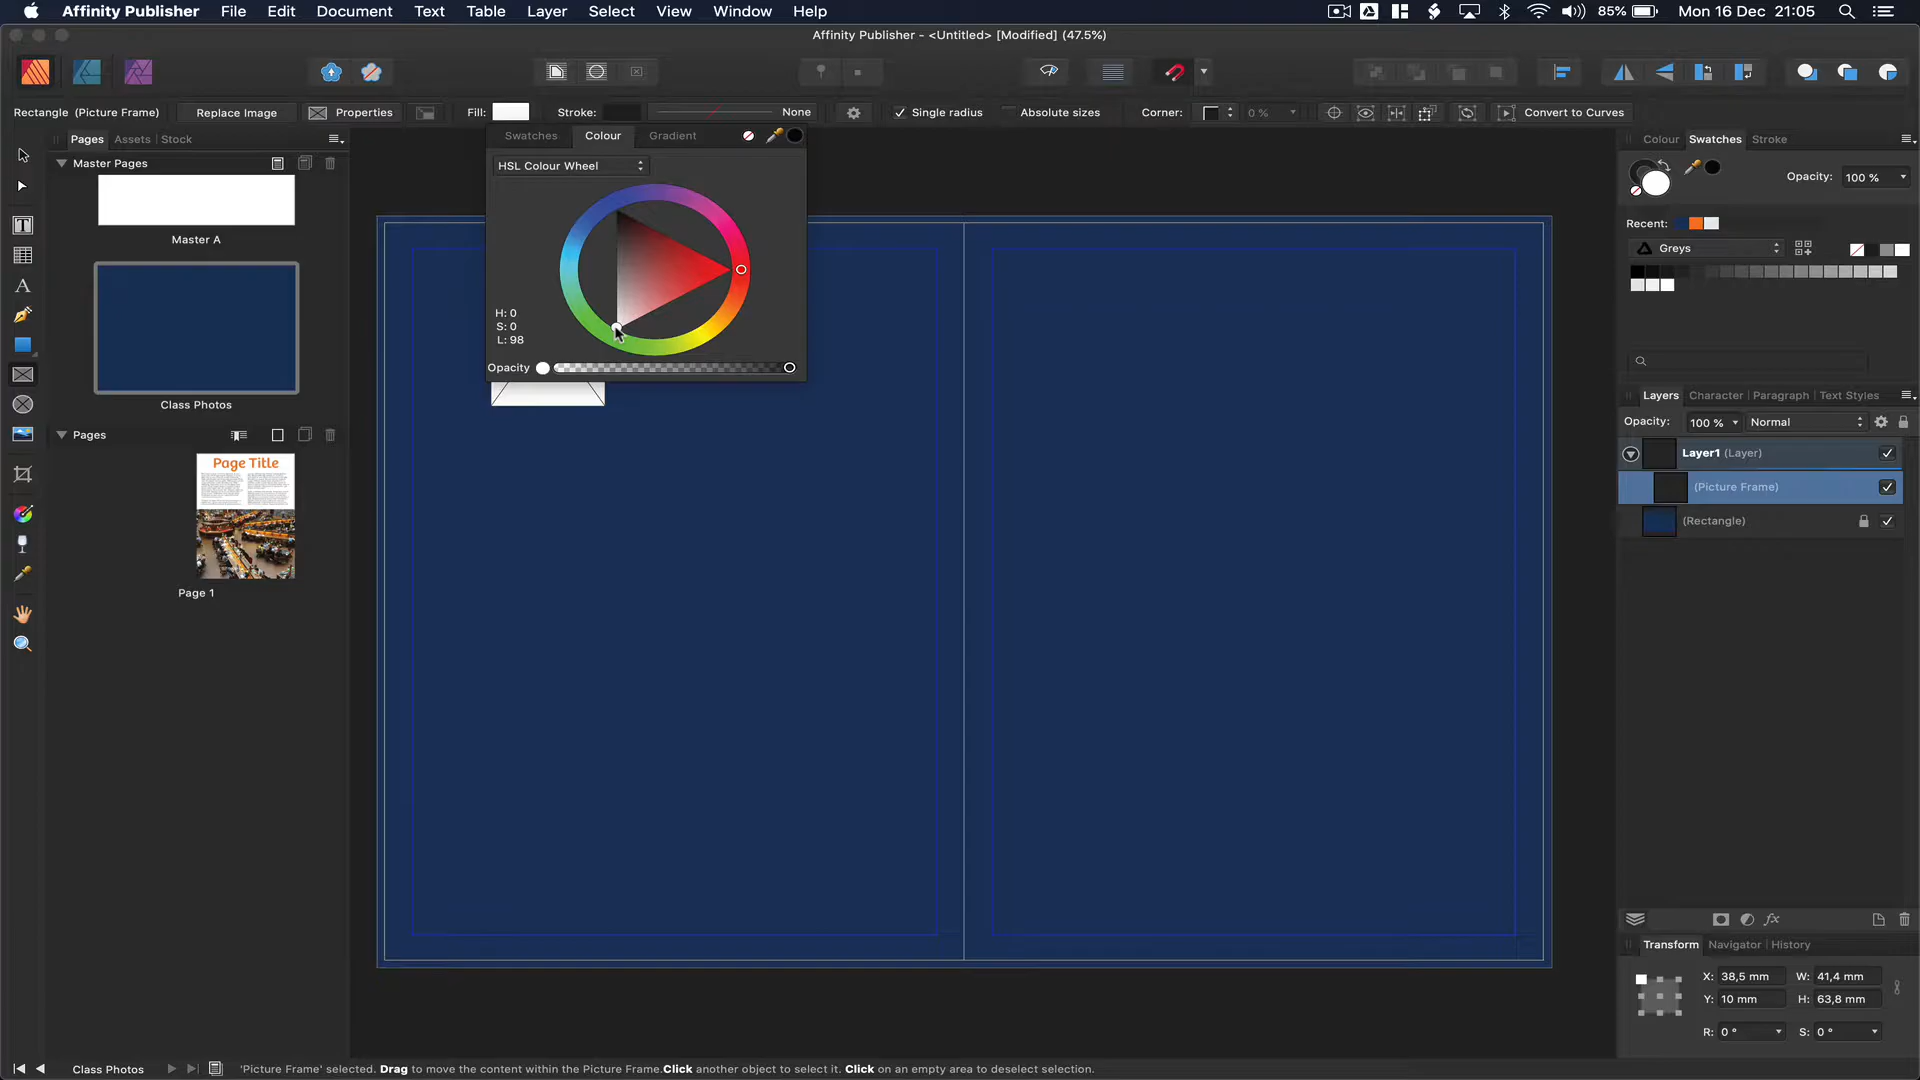 Affinity Publisher File Edit Document Text Table Layer Select View Window Help 85% Mon 16 Dec 21:05
Affinity Publisher - <Untitled> [Modified] (47.5%)
Rectangle (Picture Frame) Replace Image Properties Fill: Stroke: None Single radius Absolute sizes Corner: 0 % Convert to Curves
Pages Assets Stock
Master Pages
Master A
Class Photos
Pages
Page Title
Page 1
Swatches Colour Gradient
HSL Colour Wheel
H: 0
S: 0
L: 98
Opacity
Colour Swatches Stroke
Opacity: 100 %
Recent:
Greys
Layers Character Paragraph Text Styles
Opacity: 100 % Normal
Layer1 (Layer)
(Picture Frame)
(Rectangle)
fx
Transform Navigator History
X: 38,5 mm W: 41,4 mm
Y: 10 mm H: 63,8 mm
R: 0 ° S: 0 °
Class Photos 'Picture Frame' selected. Drag to move the content within the Picture Frame.Click another object to select it. Click on an empty area to deselect selection.